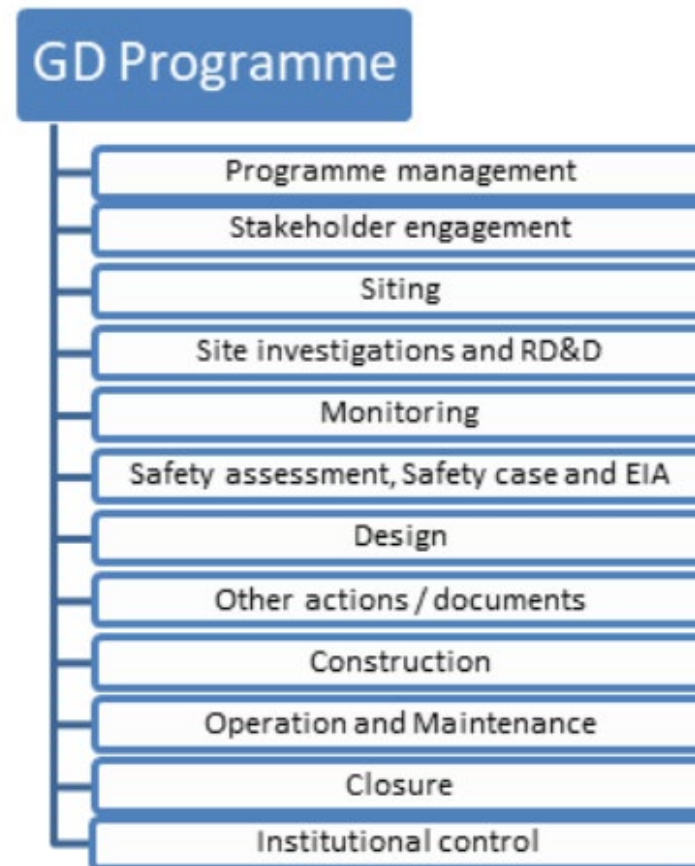 GD Programme
Programme management
Stakeholder engagement
Siting
Site investigations and RD&D
Monitoring
Safety assessment, Safety case and EIA
Design
Other actions / documents
Construction
Operation and Maintenance
Closure
Institutional control